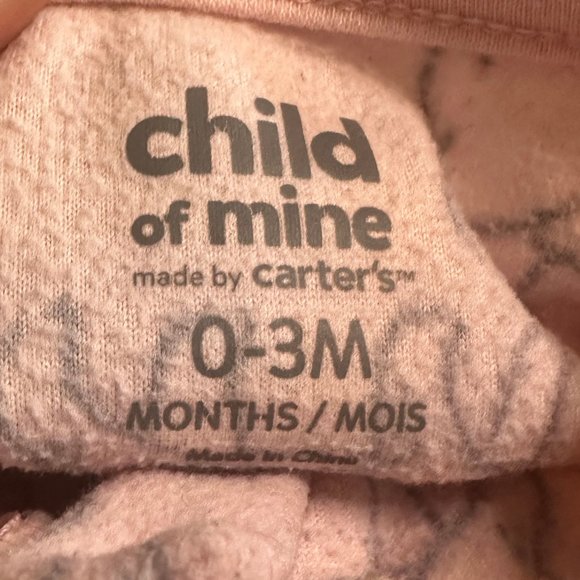 child
of mine
made by carter's™
0-3M
MONTHS / MOIS
Made in China